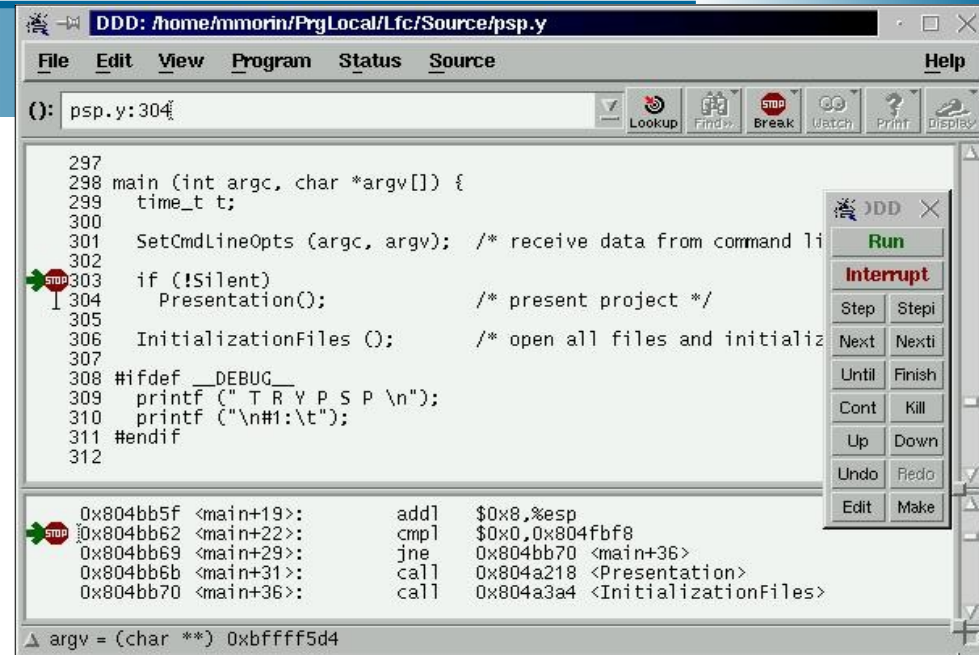 DDD: /home/mmorin/PrgLocal/Lfc/Source/psp.y
File Edit View Program Status Source Help
(): psp.y:304
Lookup Find» Break Watch Print Display
297
298 main (int argc, char *argv[]) {
299 time_t t;
300
301 SetCmdLineOpts (argc, argv); /* receive data from command li
302
STOP 303 if (!Silent)
304 Presentation(); /* present project */
305
306 InitializationFiles (); /* open all files and initializ
307
308 #ifdef __DEBUG__
309 printf (" T R Y P S P \n");
310 printf ("\n#1:\t");
311 #endif
312
DDD
Run
Interrupt
Step Stepi
Next Nexti
Until Finish
Cont Kill
Up Down
Undo Redo
Edit Make
0x804bb5f <main+19>: addl $0x8,%esp
STOP 0x804bb62 <main+22>: cmpl $0x0,0x804fbf8
0x804bb69 <main+29>: jne 0x804bb70 <main+36>
0x804bb6b <main+31>: call 0x804a218 <Presentation>
0x804bb70 <main+36>: call 0x804a3a4 <InitializationFiles>
argv = (char **) 0xbffff5d4